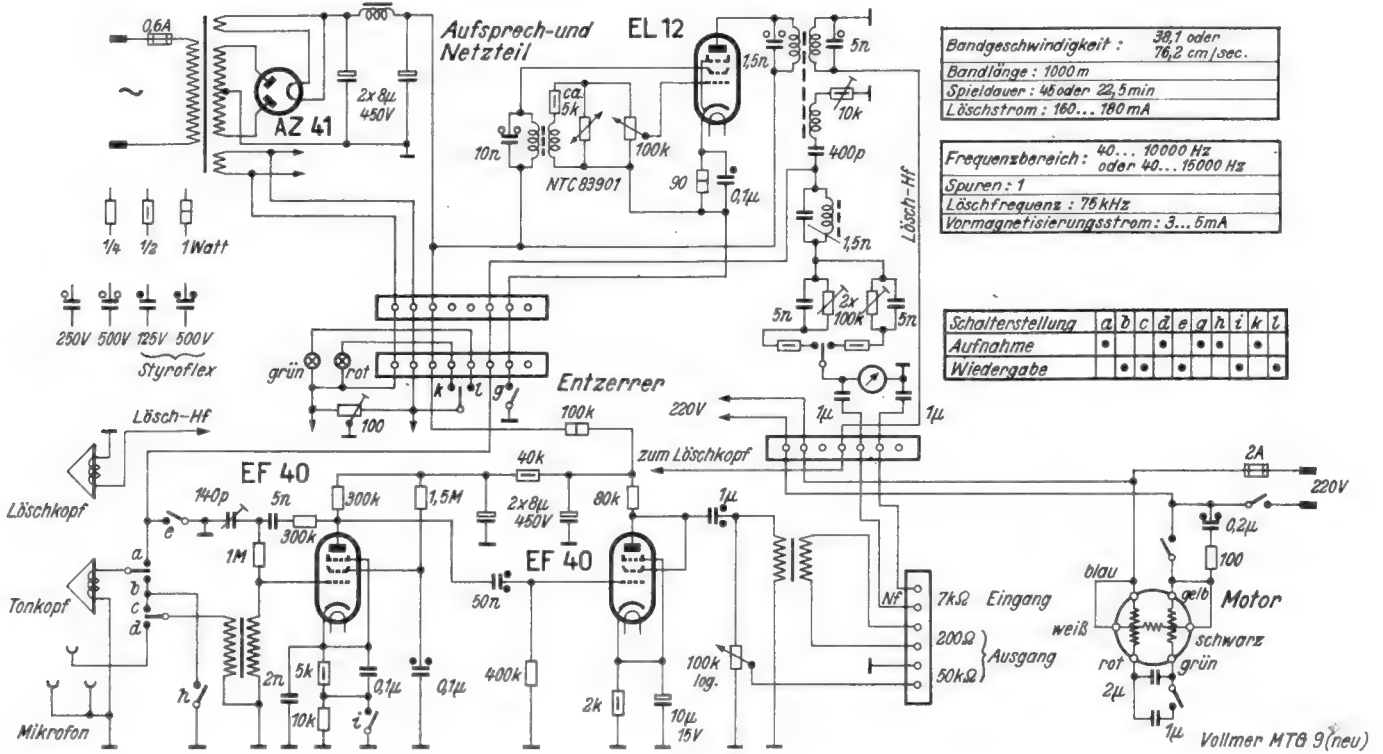 0,6A
~
AZ 41
2x8µ
450V
Aufsprech-und
Netzteil
EL 12
1,5n
5n
ca.
5k
10n
100k
NTC 83901
90
0,1µ
10k
400p
1,5n
Lösch-Hf
5n
2x
100k
5n
1/4
1/2
1 Watt
250V
500V
125V
500V
Styroflex
grün
rot
k
l
g
100
Bandgeschwindigkeit : 38,1 oder
76,2 cm/sec.
Bandlänge : 1000 m
Spieldauer : 45 oder 22,5 min
Löschstrom : 160... 180 mA
Frequenzbereich : 40... 10000 Hz
oder 40... 15000 Hz
Spuren : 1
Löschfrequenz : 75 kHz
Vormagnetisierungsstrom : 3... 5mA
Schalterstellung a b c d e g h i k l
Aufnahme
Wiedergabe
Lösch-Hf
Löschkopf
Tonkopf
Mikrofon
a
b
c
d
e
h
140p
5n
300k
1M
EF 40
300k
1,5M
40k
Entzerrer
100k
2x8µ
450V
80k
EF 40
50n
400k
2n
5k
10k
0,1µ
i
0,1µ
2k
10µ
15V
1µ
100k
log.
zum Löschkopf
220V
1µ
1µ
Nf
7kΩ Eingang
200Ω
50kΩ
Ausgang
2A
220V
0,2µ
100
blau
gelb
Motor
weiß
schwarz
rot
grün
2µ
1µ
Vollmer MTG 9 (neu)